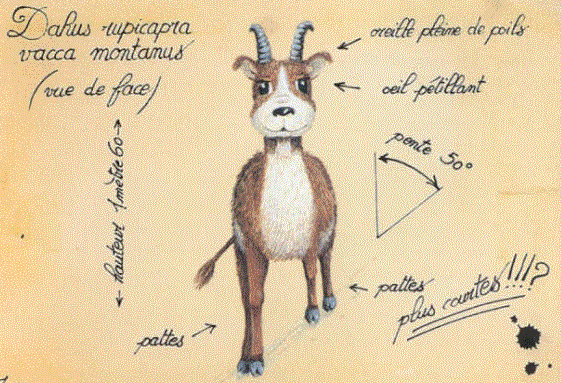 Dahus rupicapra
vacca montanus
(vue de face)
oreille pleine de poils
oeil pétillant
pente 50°
hauteur 1 mètre 60
pattes
pattes
plus courtes!!!?